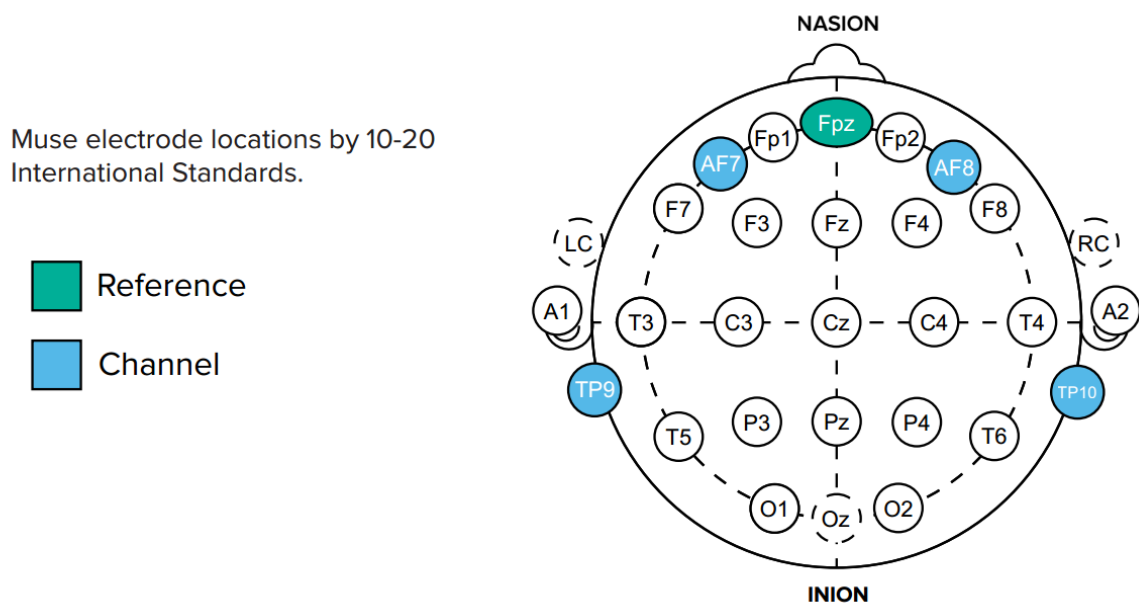 NASION
Muse electrode locations by 10-20
International Standards.
Reference
Channel
Fpz
Fp1
Fp2
AF7
AF8
F7
F3
Fz
F4
F8
LC
RC
A1
T3
C3
Cz
C4
T4
A2
TP9
TP10
T5
P3
Pz
P4
T6
O1
Oz
O2
INION